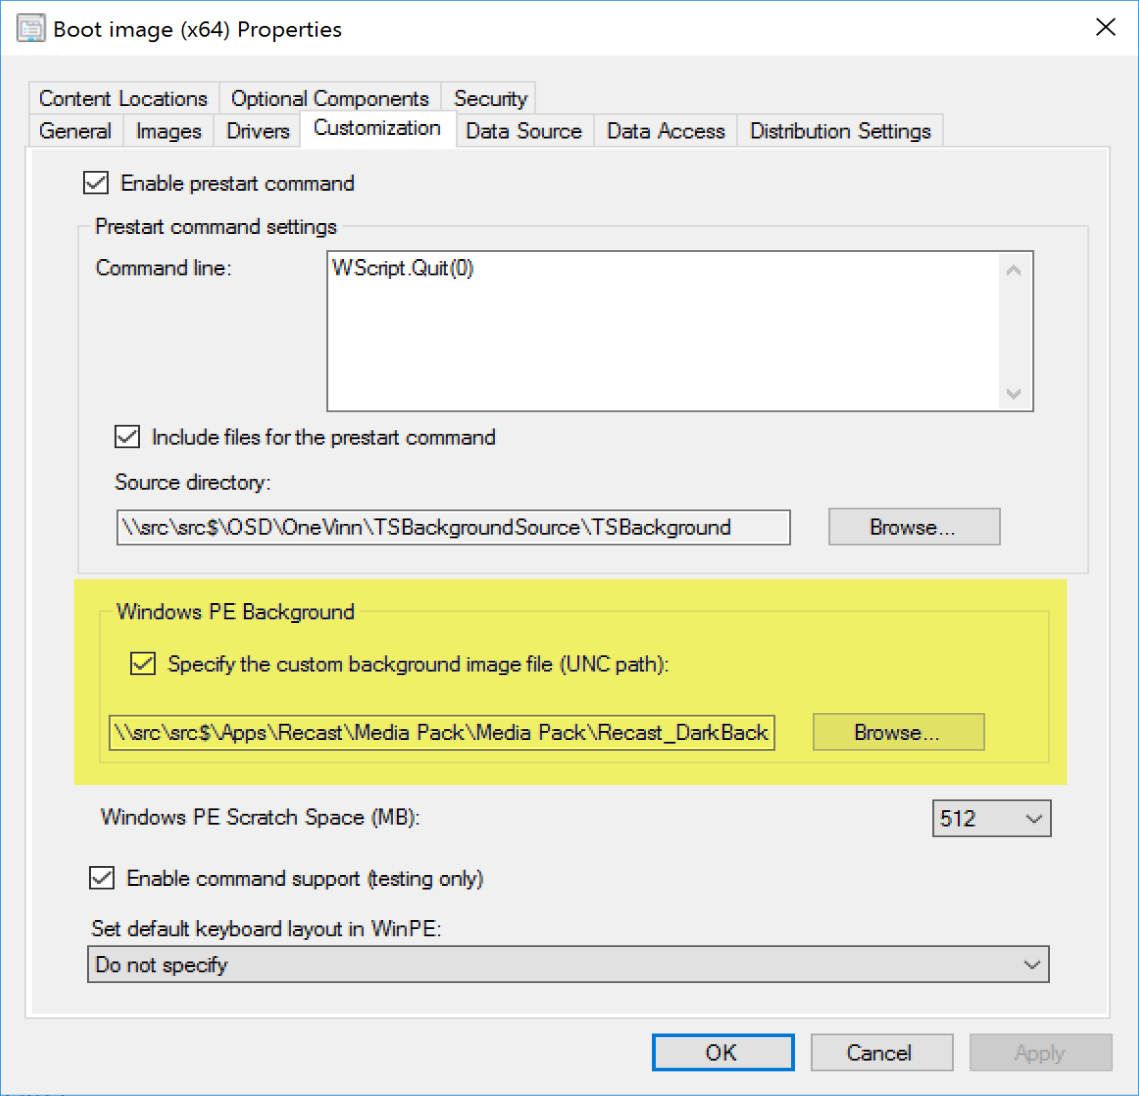 Boot image (x64) Properties
Content Locations Optional Components Security
General Images Drivers Customization Data Source Data Access Distribution Settings
Enable prestart command
Prestart command settings
Command line: WScript.Quit(0)
Include files for the prestart command
Source directory:
\\src\src$\OSD\OneVinn\TSBackgroundSource\TSBackground Browse...
Windows PE Background
Specify the custom background image file (UNC path):
\\src\src$\Apps\Recast\Media Pack\Media Pack\Recast_DarkBack Browse...
Windows PE Scratch Space (MB): 512
Enable command support (testing only)
Set default keyboard layout in WinPE:
Do not specify
OK Cancel Apply